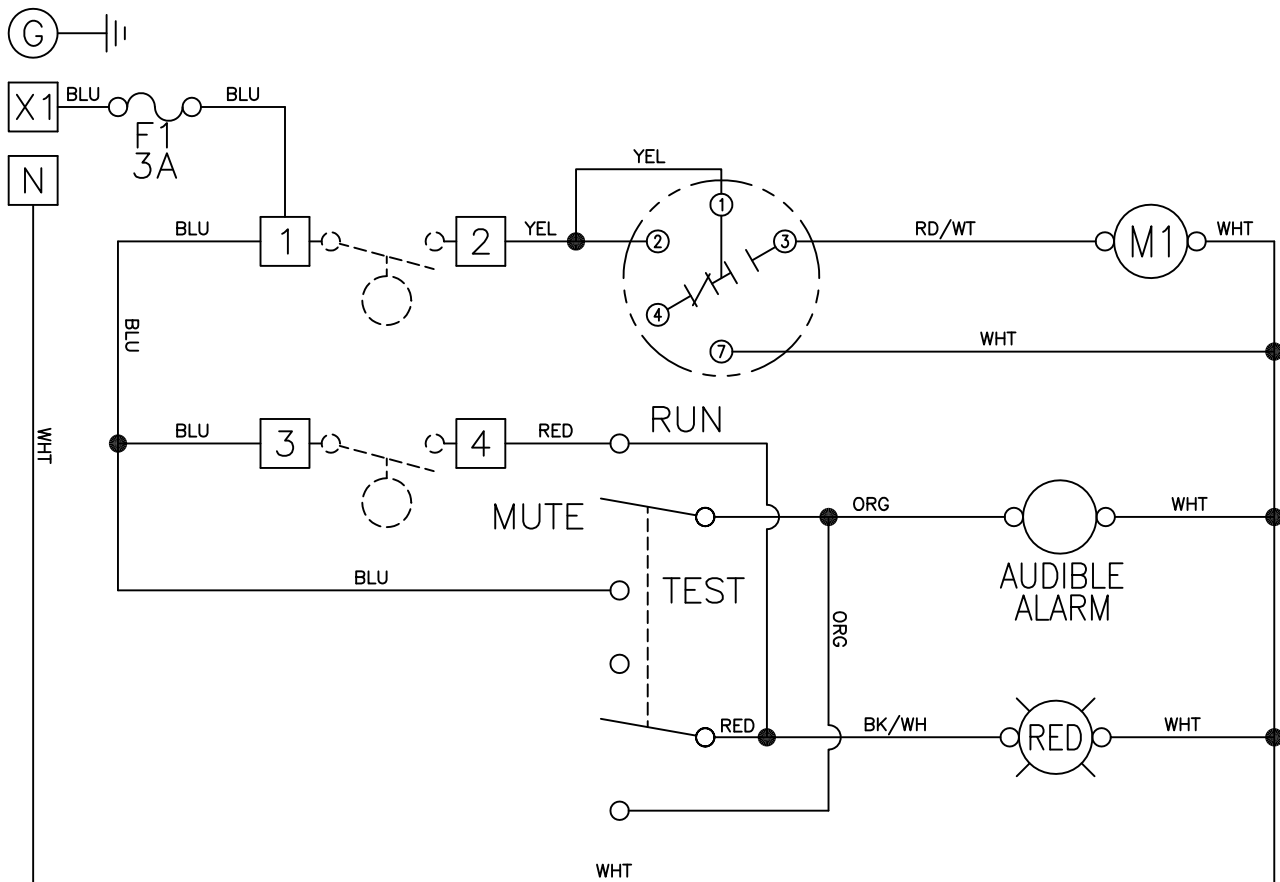 G
X1 BLU BLU
F1
3A
N
YEL
1
BLU 1 2 YEL 2 3 RD/WT M1 WHT
4
BLU
7 WHT
RUN
BLU 3 4 RED
WHT
MUTE ORG WHT
BLU TEST AUDIBLE
ALARM
ORG
RED BK/WH RED WHT
WHT